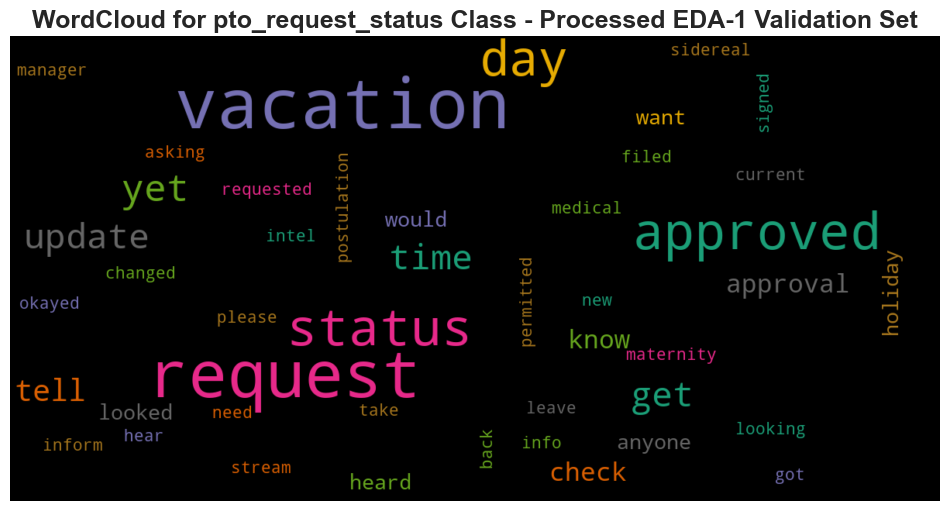 WordCloud for pto_request_status Class - Processed EDA-1 Validation Set
day
sidereal
manager
vacation
signed
want
asking
filed
yet
requested
postulation
current
would
medical
update
intel
approved
time
changed
approval
holiday
okayed
please
status
permitted
new
know
maternity
request
tell
get
looked
need
take
leave
inform
hear
back
info
anyone
looking
stream
heard
check
got